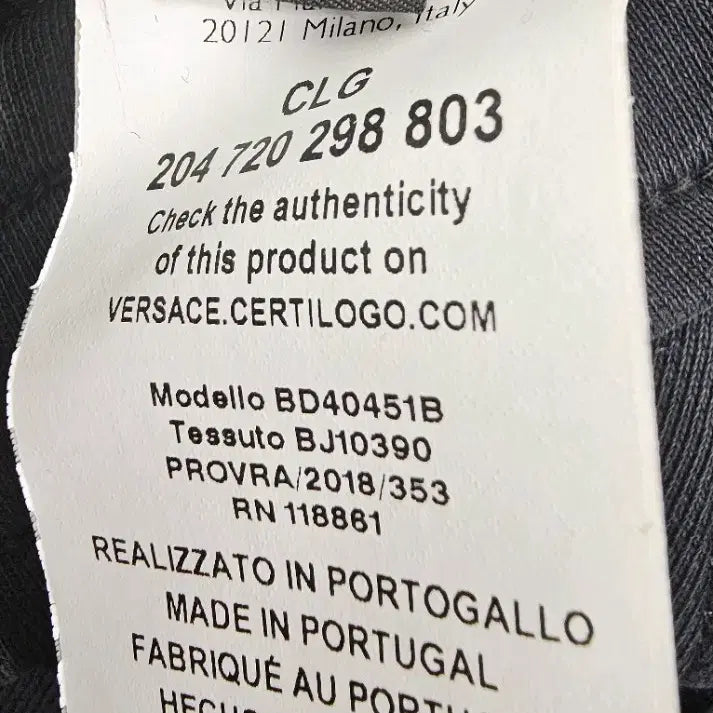 Via
20121 Milano, Italy
CLG
204 720 298 803
Check the authenticity
of this product on
VERSACE.CERTILOGO.COM
Modello BD40451B
Tessuto BJ10390
PROVRA/2018/353
RN 118861
REALIZZATO IN PORTOGALLO
MADE IN PORTUGAL
FABRIQUÉ AU